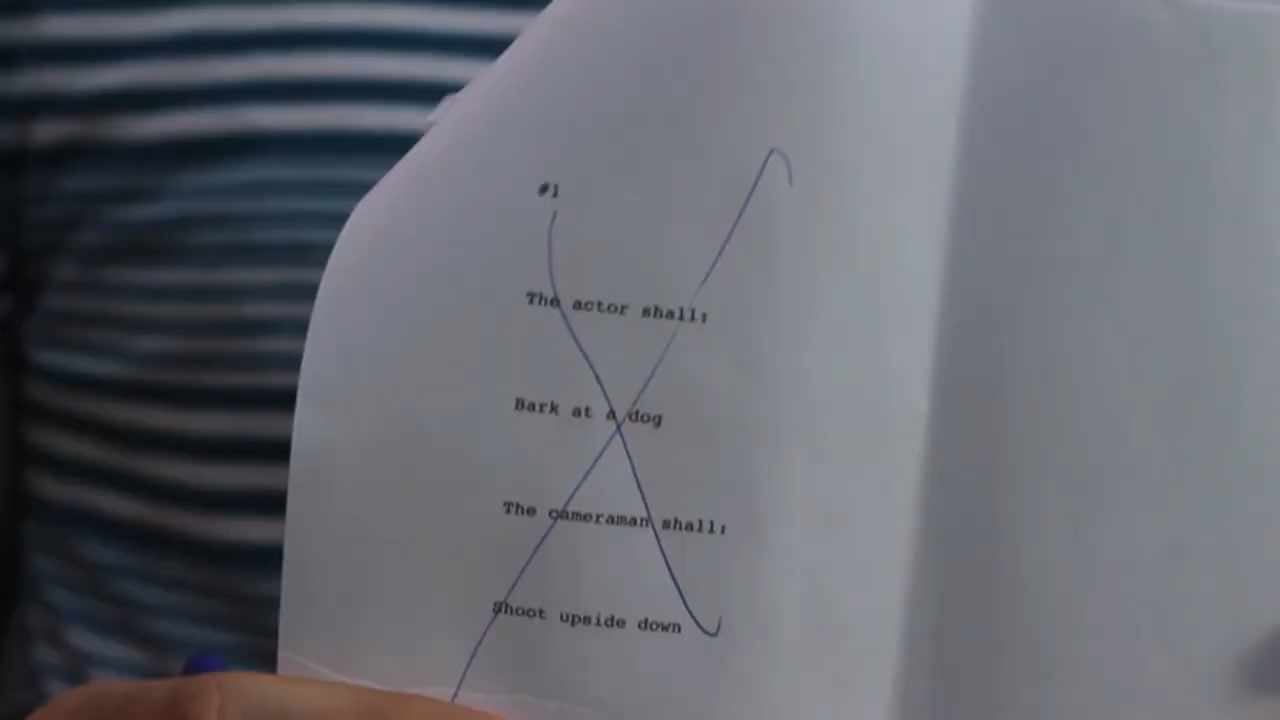 #1
The actor shall:
Bark at a dog
The cameraman shall:
Shoot upside down